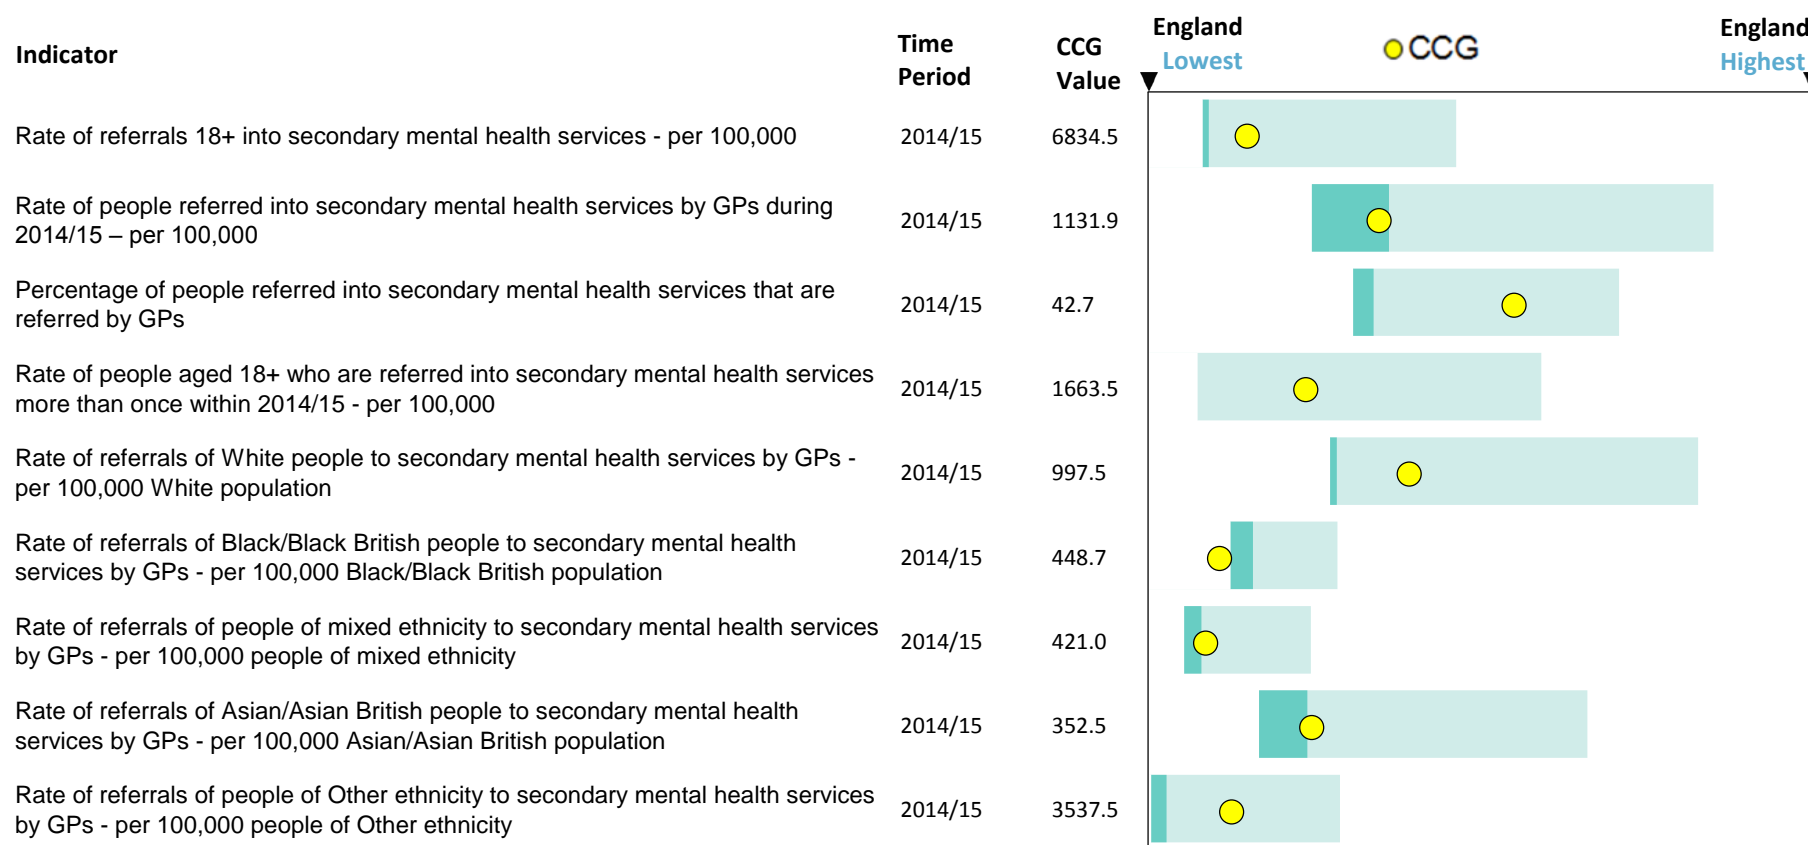 Indicator
Time
Period
CCG
Value
England
Lowest
CCG
England
Highest
Rate of referrals 18+ into secondary mental health services - per 100,000
2014/15
6834.5
Rate of people referred into secondary mental health services by GPs during
2014/15 – per 100,000
2014/15
1131.9
Percentage of people referred into secondary mental health services that are
referred by GPs
2014/15
42.7
Rate of people aged 18+ who are referred into secondary mental health services
more than once within 2014/15 - per 100,000
2014/15
1663.5
Rate of referrals of White people to secondary mental health services by GPs -
per 100,000 White population
2014/15
997.5
Rate of referrals of Black/Black British people to secondary mental health
services by GPs - per 100,000 Black/Black British population
2014/15
448.7
Rate of referrals of people of mixed ethnicity to secondary mental health services
by GPs - per 100,000 people of mixed ethnicity
2014/15
421.0
Rate of referrals of Asian/Asian British people to secondary mental health
services by GPs - per 100,000 Asian/Asian British population
2014/15
352.5
Rate of referrals of people of Other ethnicity to secondary mental health services
by GPs - per 100,000 people of Other ethnicity
2014/15
3537.5